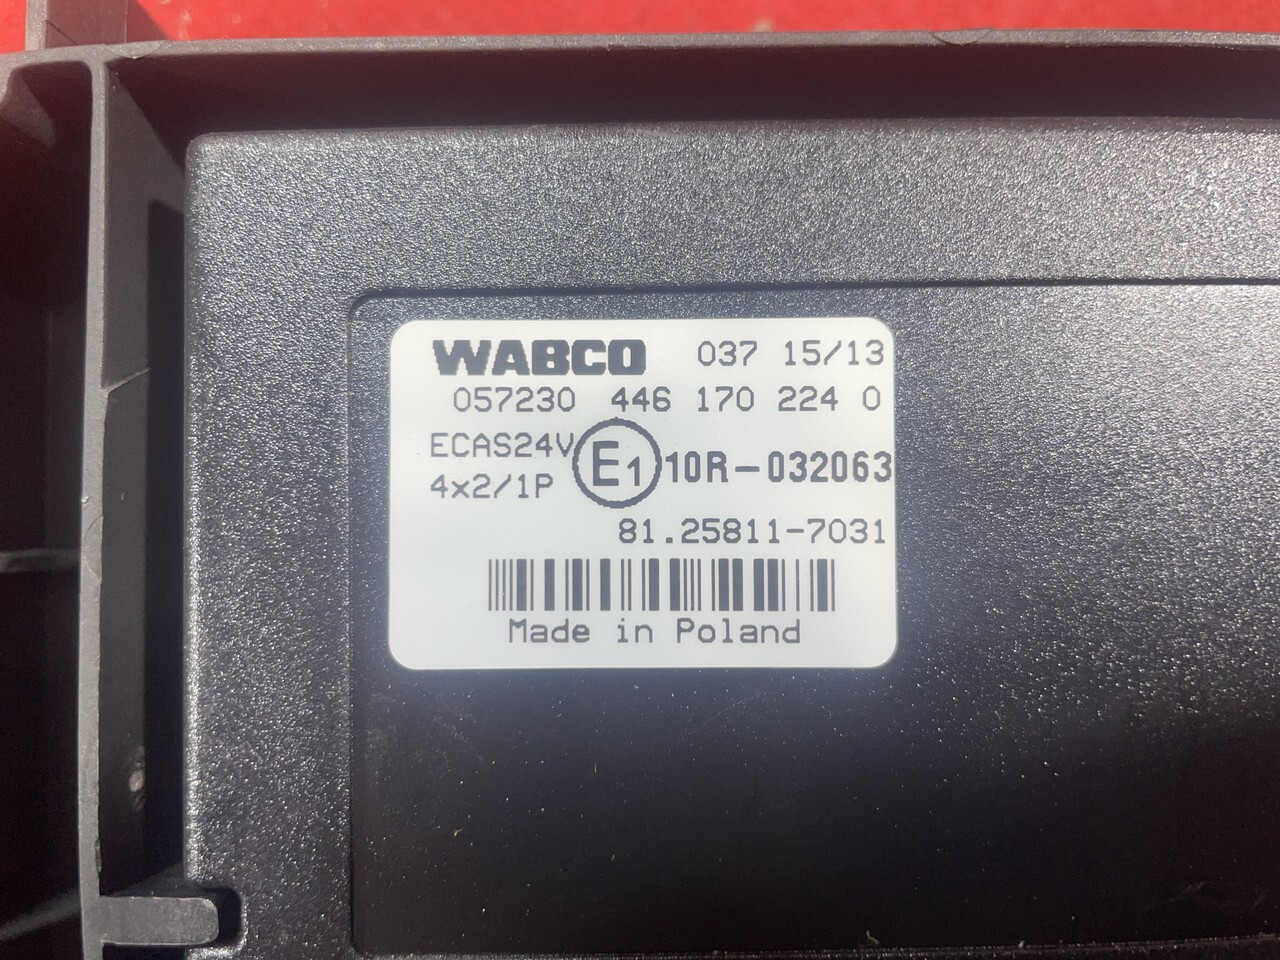 WABCO 037 15/13
057230 446 170 224 0
ECAS24V E1 10R-032063
4x2/1P
81.25811-7031
Made in Poland